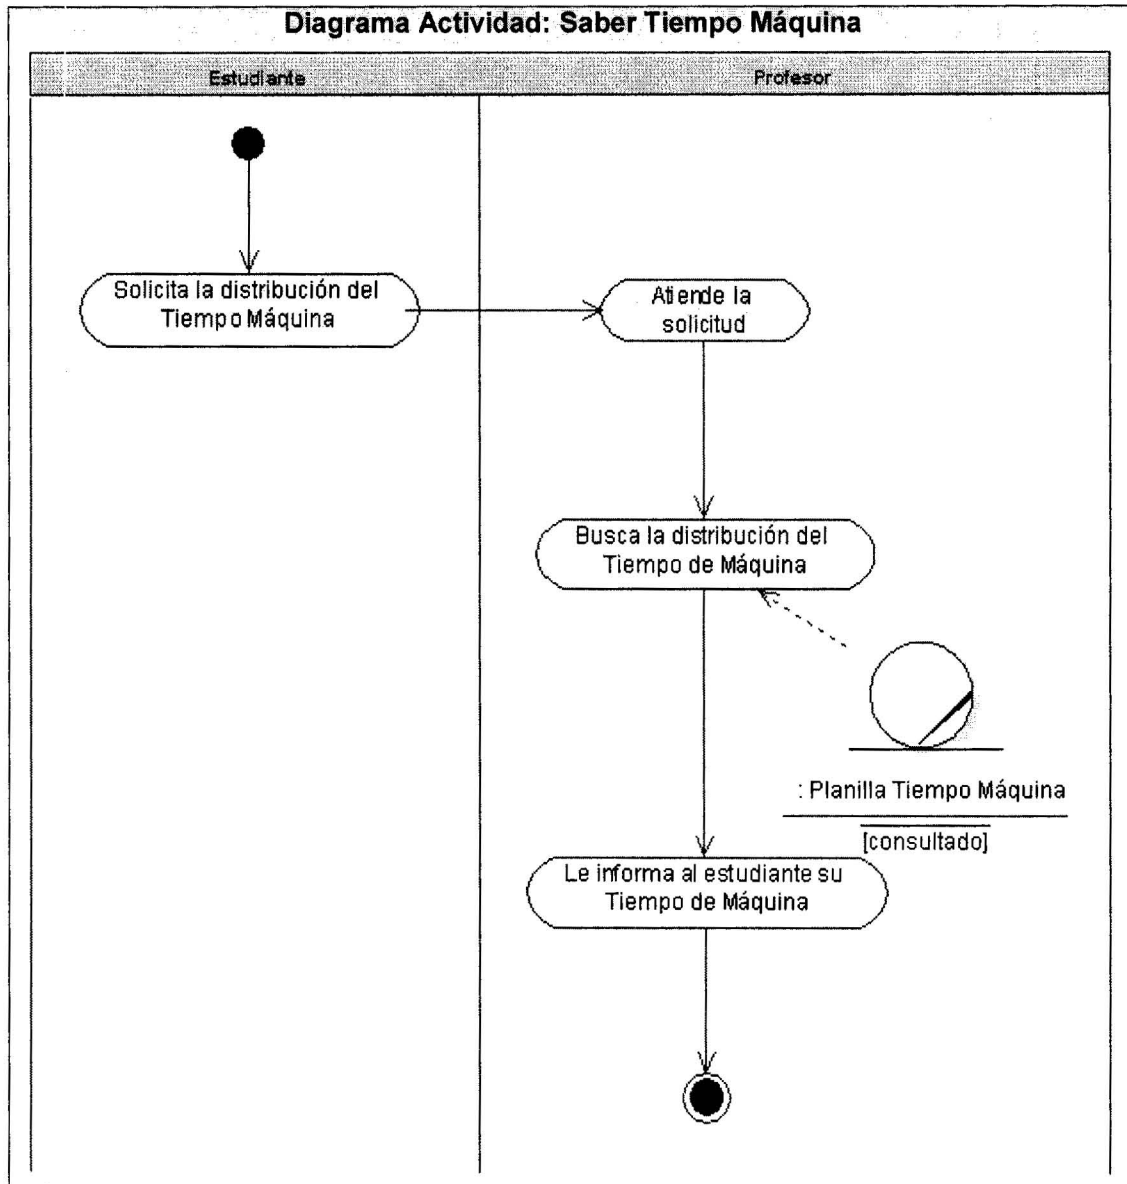 Diagrama Actividad: Saber Tiempo Máquina
Estudiante
Profesor
Solicita la distribución del
Tiempo Máquina
Atiende la
solicitud
Busca la distribución del
Tiempo de Máquina
: Planilla Tiempo Máquina
[consultado]
Le informa al estudiante su
Tiempo de Máquina